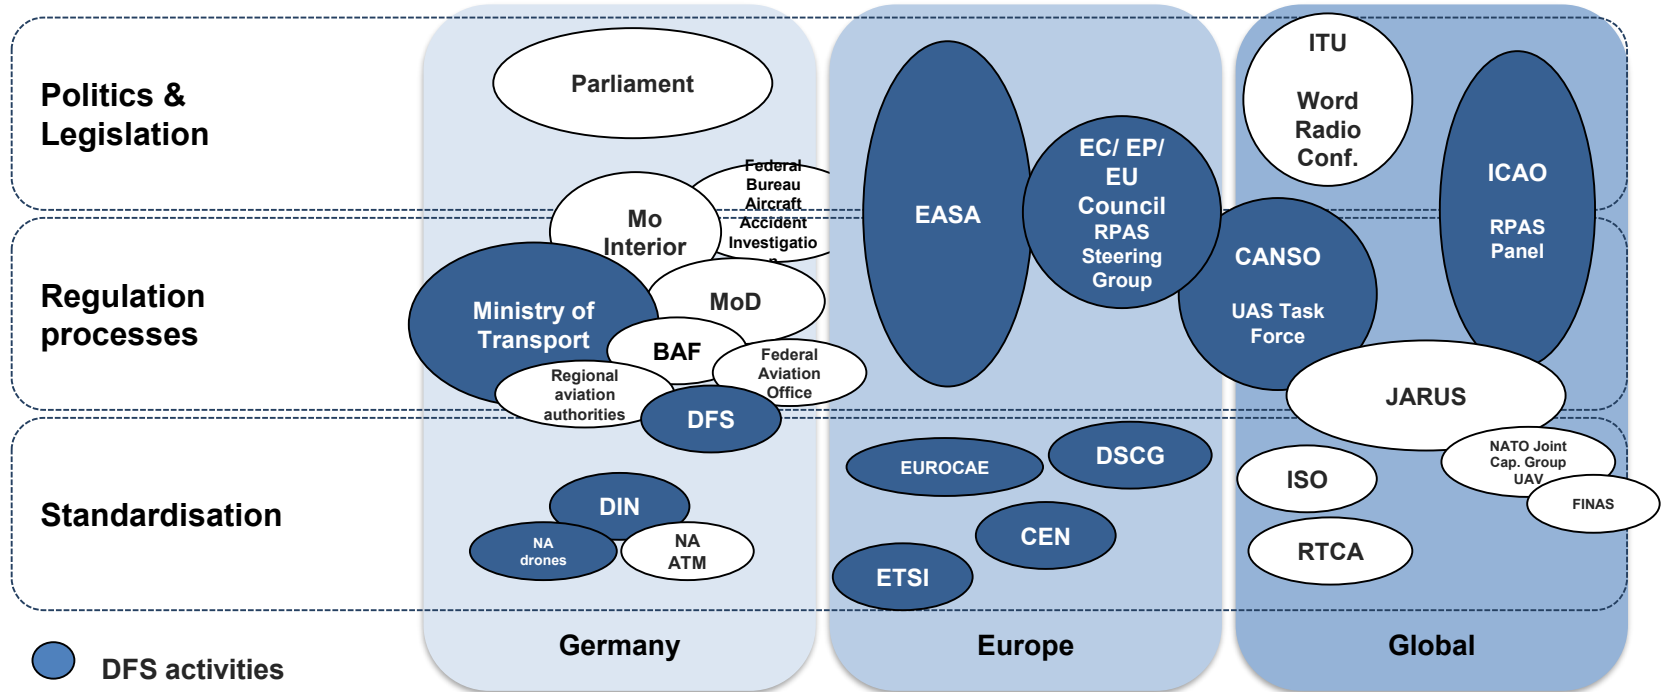 Politics &
Legislation
Parliament
Federal
Bureau
Aircraft
Accident
Investigatio
n
Mo
Interior
EASA
EC/ EP/
EU
Council
RPAS
Steering
Group
ITU
Word
Radio
Conf.
ICAO
RPAS
Panel
Regulation
processes
Ministry of
Transport
MoD
BAF
Federal
Aviation
Office
Regional
aviation
authorities
DFS
CANSO
UAS Task
Force
JARUS
Standardisation
DIN
NA
drones
NA
ATM
EUROCAE
DSCG
CEN
ETSI
ISO
RTCA
NATO Joint
Cap. Group
UAV
FINAS
Germany
Europe
Global
DFS activities